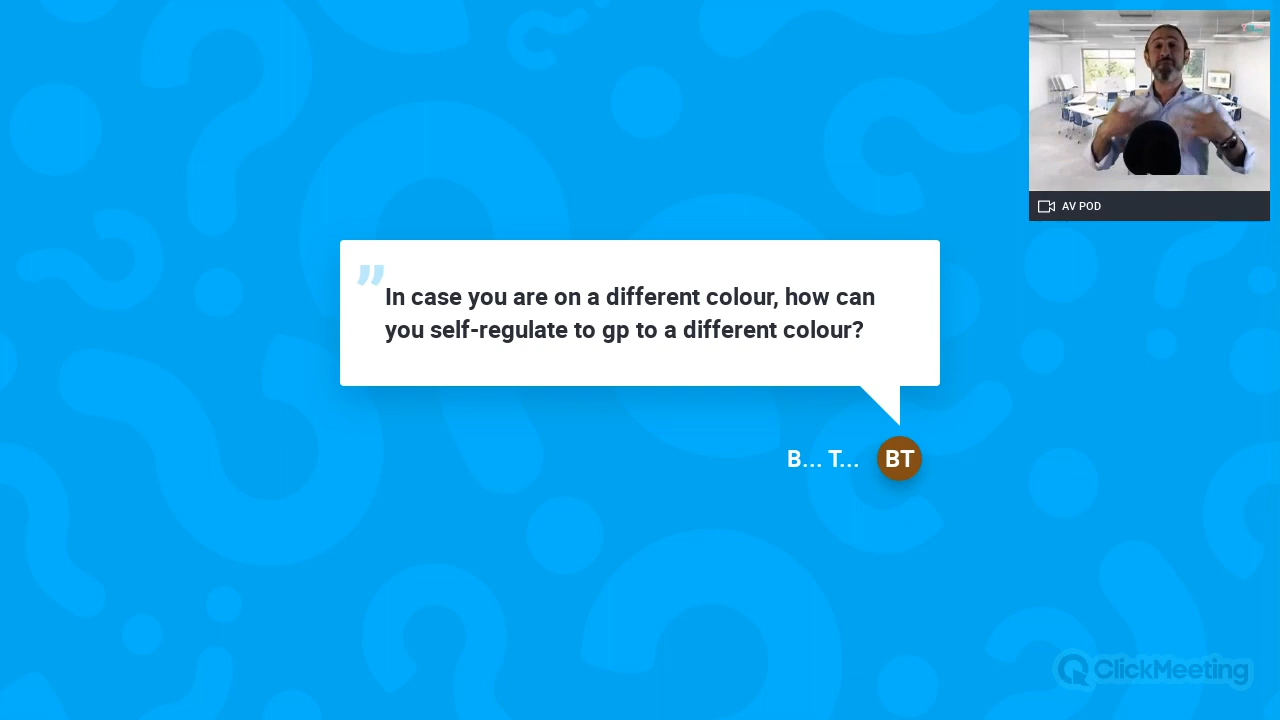 AV POD
"
In case you are on a different colour, how can
you self-regulate to gp to a different colour?
B... T...
BT
ClickMeeting